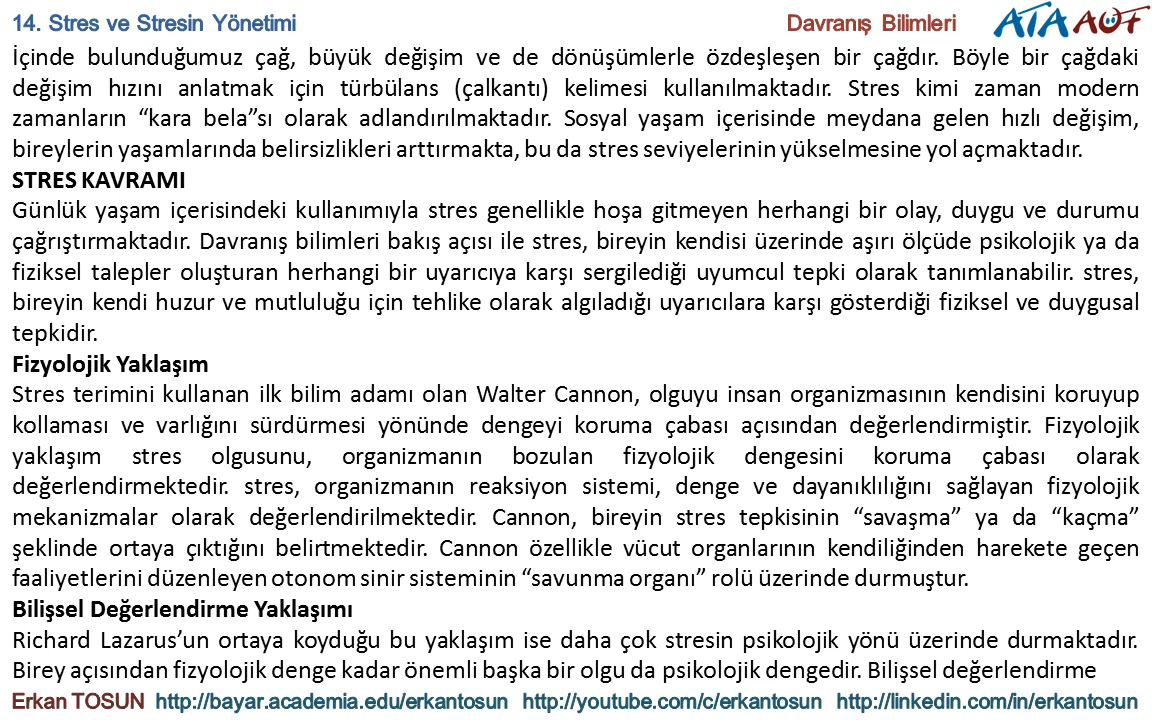 14. Stres ve Stresin Yönetimi Davranış Bilimleri ATA AÖF
İçinde bulunduğumuz çağ, büyük değişim ve de dönüşümlerle özdeşleşen bir çağdır. Böyle bir çağdaki
değişim hızını anlatmak için türbülans (çalkantı) kelimesi kullanılmaktadır. Stres kimi zaman modern
zamanların “kara bela”sı olarak adlandırılmaktadır. Sosyal yaşam içerisinde meydana gelen hızlı değişim,
bireylerin yaşamlarında belirsizlikleri arttırmakta, bu da stres seviyelerinin yükselmesine yol açmaktadır.
STRES KAVRAMI
Günlük yaşam içerisindeki kullanımıyla stres genellikle hoşa gitmeyen herhangi bir olay, duygu ve durumu
çağrıştırmaktadır. Davranış bilimleri bakış açısı ile stres, bireyin kendisi üzerinde aşırı ölçüde psikolojik ya da
fiziksel talepler oluşturan herhangi bir uyarıcıya karşı sergilediği uyumcul tepki olarak tanımlanabilir. stres,
bireyin kendi huzur ve mutluluğu için tehlike olarak algıladığı uyarıcılara karşı gösterdiği fiziksel ve duygusal
tepkidir.
Fizyolojik Yaklaşım
Stres terimini kullanan ilk bilim adamı olan Walter Cannon, olguyu insan organizmasının kendisini koruyup
kollaması ve varlığını sürdürmesi yönünde dengeyi koruma çabası açısından değerlendirmiştir. Fizyolojik
yaklaşım stres olgusunu, organizmanın bozulan fizyolojik dengesini koruma çabası olarak
değerlendirmektedir. stres, organizmanın reaksiyon sistemi, denge ve dayanıklılığını sağlayan fizyolojik
mekanizmalar olarak değerlendirilmektedir. Cannon, bireyin stres tepkisinin “savaşma” ya da “kaçma”
şeklinde ortaya çıktığını belirtmektedir. Cannon özellikle vücut organlarının kendiliğinden harekete geçen
faaliyetlerini düzenleyen otonom sinir sisteminin “savunma organı” rolü üzerinde durmuştur.
Bilişsel Değerlendirme Yaklaşımı
Richard Lazarus’un ortaya koyduğu bu yaklaşım ise daha çok stresin psikolojik yönü üzerinde durmaktadır.
Birey açısından fizyolojik denge kadar önemli başka bir olgu da psikolojik dengedir. Bilişsel değerlendirme
Erkan TOSUN http://bayar.academia.edu/erkantosun http://youtube.com/c/erkantosun http://linkedin.com/in/erkantosun